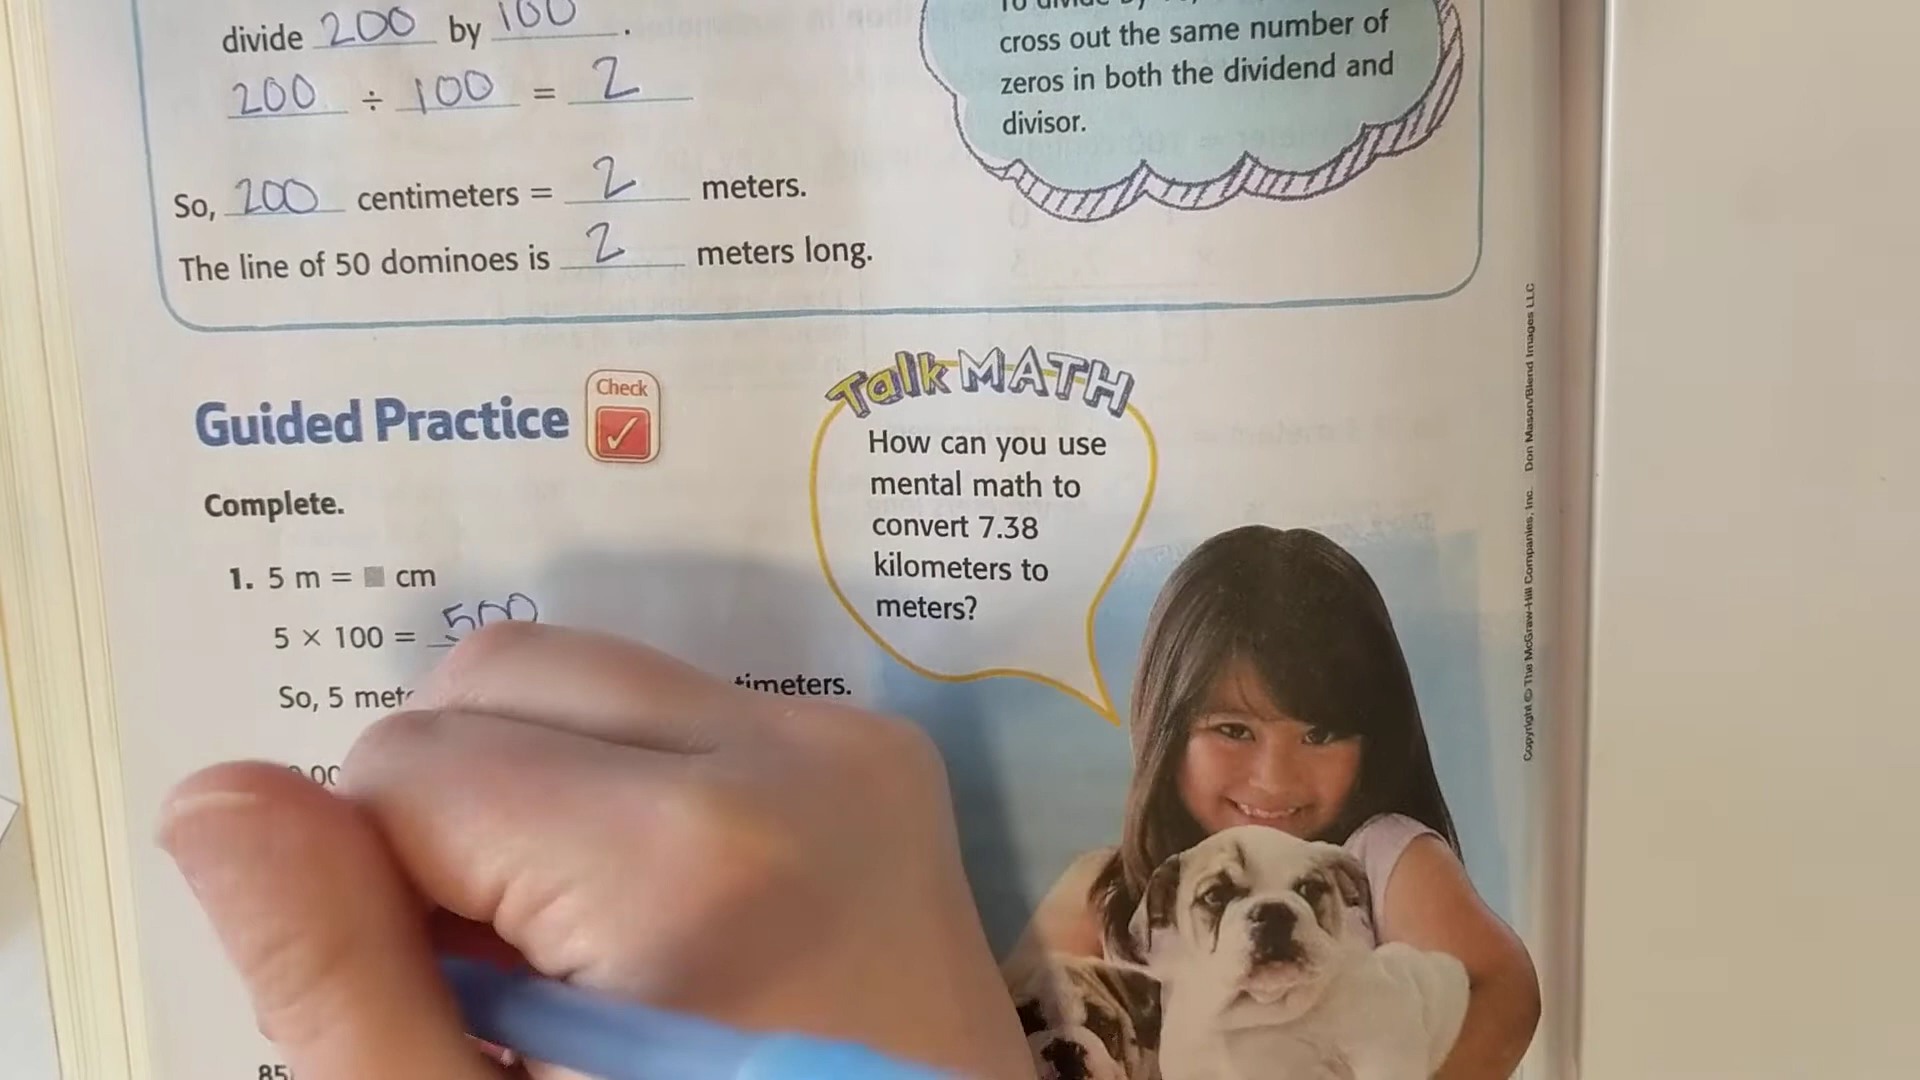 divide 200 by 100.
200 ÷ 100 = 2
So, 200 centimeters = 2 meters.
The line of 50 dominoes is 2 meters long.
cross out the same number of
zeros in both the dividend and
divisor.
Guided Practice
Check
Complete.
1. 5 m = ■ cm
5 × 100 = 500
So, 5
Talk MATH
How can you use
mental math to
convert 7.38
kilometers to
meters?
85
Copyright © The McGraw-Hill Companies, Inc. Don Mason/Blend Images LLC